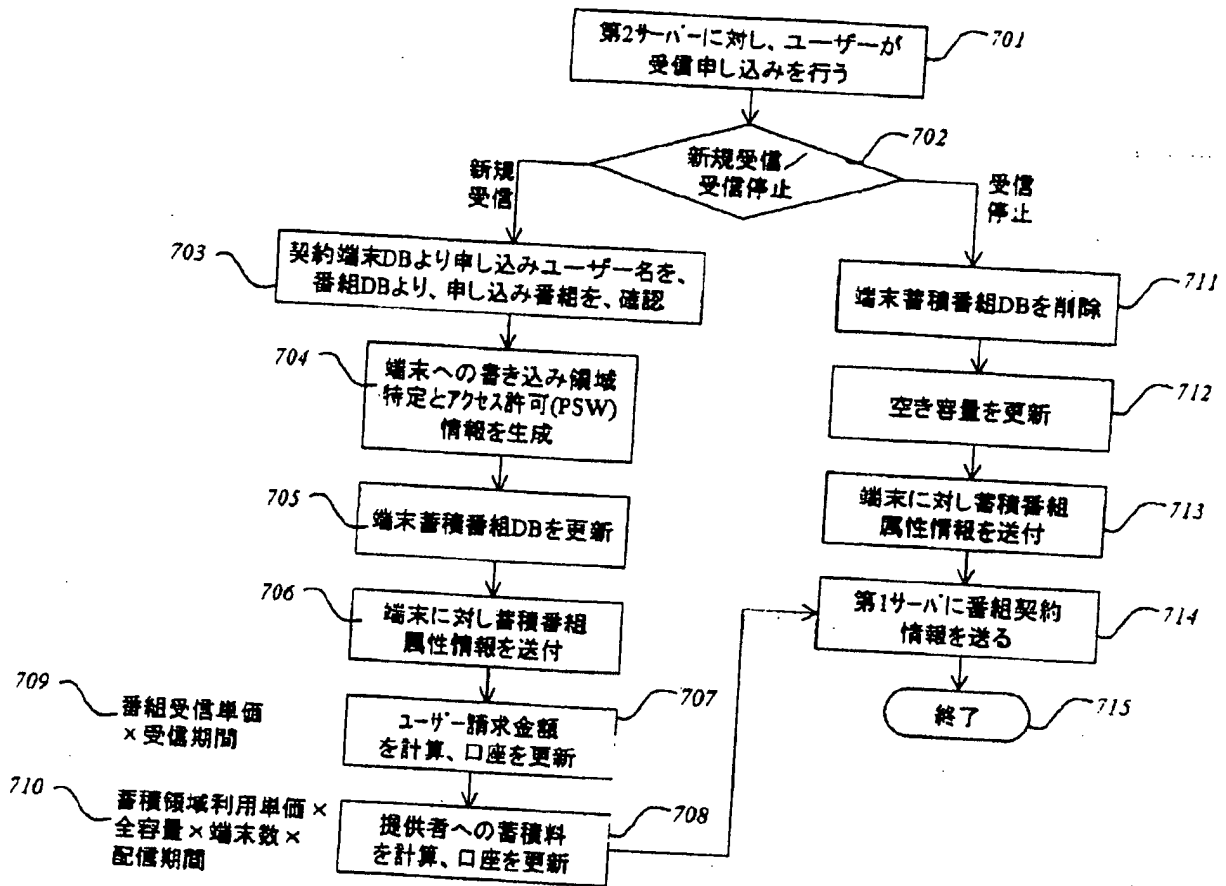 第2サーバーに対し、ユーザーが
受信申し込みを行う
701
新規受信／
受信停止
702
新規
受信
受信
停止
703
契約端末DBより申し込みユーザー名を、
番組DBより、申し込み番組を、確認
704
端末への書き込み領域
特定とアクセス許可(PSW)
情報を生成
705
端末蓄積番組DBを更新
706
端末に対し蓄積番組
属性情報を送付
709
番組受信単価
×受信期間
ユーザー請求金額
を計算、口座を更新
707
710
蓄積領域利用単価×
全容量×端末数×
配信期間
提供者への蓄積料
を計算、口座を更新
708
端末蓄積番組DBを削除
711
空き容量を更新
712
端末に対し蓄積番組
属性情報を送付
713
第1サーバに番組契約
情報を送る
714
終了
715